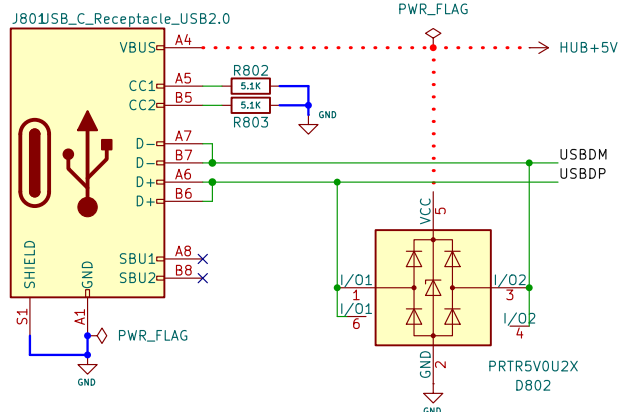 PWR_FLAG
J801USB_C_Receptacle_USB2.0
VBUS A4
HUB+5V
R802
CC1 A5 5.1K
CC2 B5 5.1K
GND
R803
D- A7
D- B7
USBDM
D+ A6
USBDP
D+ B6
VCC 5
SBU1 A8
SBU2 B8
SHIELD
GND
I/O1 1
I/O2 3
I/O1 6
I/O2 4
S1
A1
PWR_FLAG
GND
GND 2
PRTR5V0U2X
D802
GND